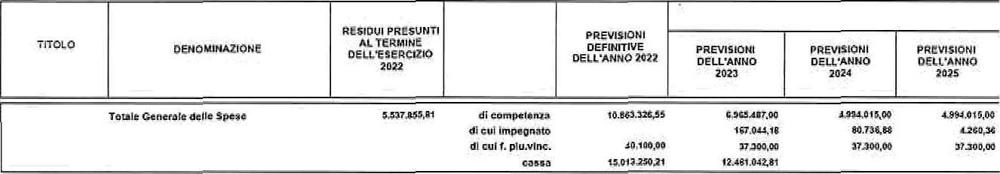 TITOLO DENOMINAZIONE RESIDUI PRESUNTI AL TERMINE DELL'ESERCIZIO 2022 PREVISIONI DEFINITIVE DELL'ANNO 2022 PREVISIONI DELL'ANNO 2023 PREVISIONI DELL'ANNO 2024 PREVISIONI DELL'ANNO 2025
Totale Generale delle Spese 5.537.855,81 di competenza 10.863.326,55 6.965.487,00 4.994.015,00 4.994.015,00
di cui impegnato 167.044,18 80.736,88 4.260,36
di cui f. plu.vinc. 40.100,00 37.300,00 37.300,00 37.300,00
cassa 15.013.250,21 12.461.042,81